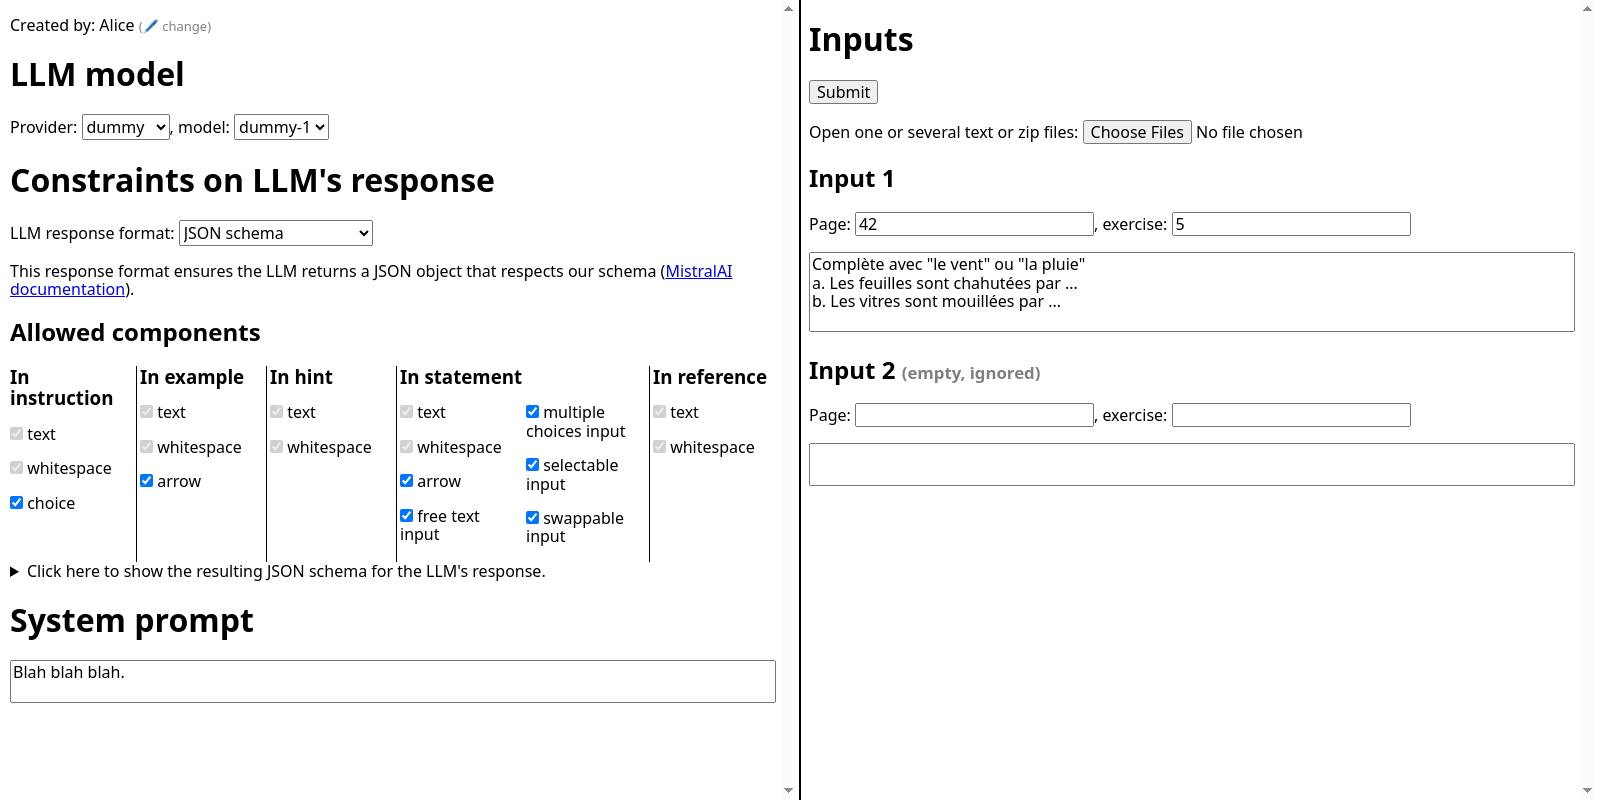 Created by: Alice (🖊️ change)
LLM model
Provider: dummy, model: dummy-1
Constraints on LLM's response
LLM response format: JSON schema
This response format ensures the LLM returns a JSON object that respects our schema (MistralAI
documentation).
Allowed components
In
instruction
text
whitespace
choice
In example
text
whitespace
arrow
In hint
text
whitespace
In statement
text
whitespace
arrow
free text
input
multiple
choices input
selectable
input
swappable
input
In reference
text
whitespace
Click here to show the resulting JSON schema for the LLM's response.
System prompt
Blah blah blah.
Inputs
Submit
Open one or several text or zip files: Choose Files No file chosen
Input 1
Page: 42, exercise: 5
Complète avec "le vent" ou "la pluie"
a. Les feuilles sont chahutées par ...
b. Les vitres sont mouillées par ...
Input 2 (empty, ignored)
Page: , exercise: